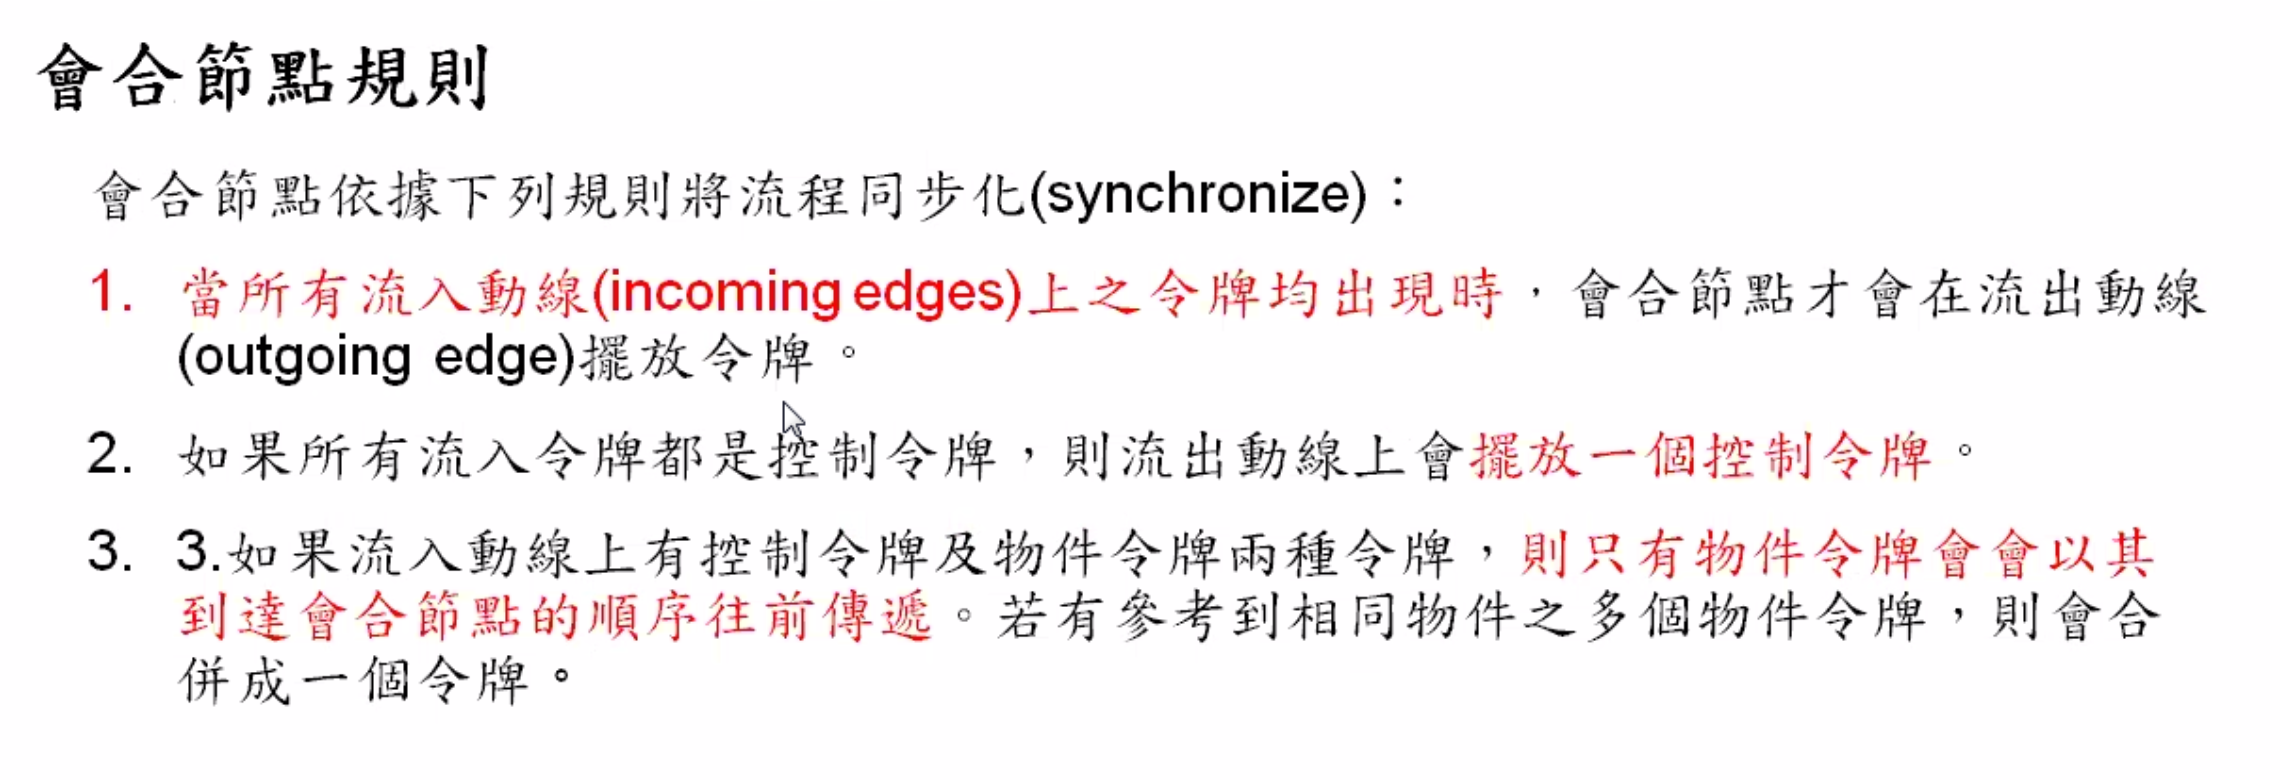 會合節點規則
會合節點依據下列規則將流程同步化(synchronize)：
1. 當所有流入動線(incoming edges)上之令牌均出現時，會合節點才會在流出動線
(outgoing edge)擺放令牌。
2. 如果所有流入令牌都是控制令牌，則流出動線上會擺放一個控制令牌。
3. 3.如果流入動線上有控制令牌及物件令牌兩種令牌，則只有物件令牌會會以其
到達會合節點的順序往前傳遞。若有參考到相同物件之多個物件令牌，則會合
併成一個令牌。